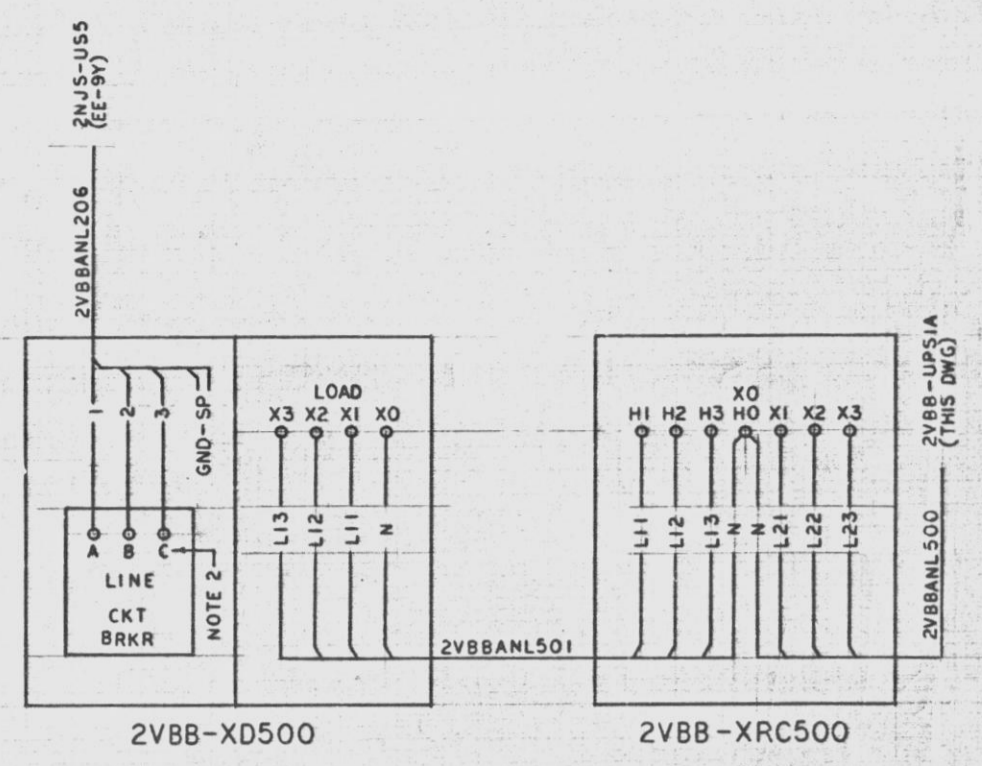 2NJS-US5
(EE-9Y)
2VBBANL206
1
2
3
GND-SP
A B C
LINE
CKT
BRKR
NOTE 2
LOAD
X3 X2 X1 X0
L13
L12
L11
N
2VBBANL501
X0
H1 H2 H3 H0 X1 X2 X3
L11
L12
L13
N
N
L21
L22
L23
2VBB-UPS1A
(THIS DWG)
2VBBANL500
2VBB-XD500
2VBB-XRC500